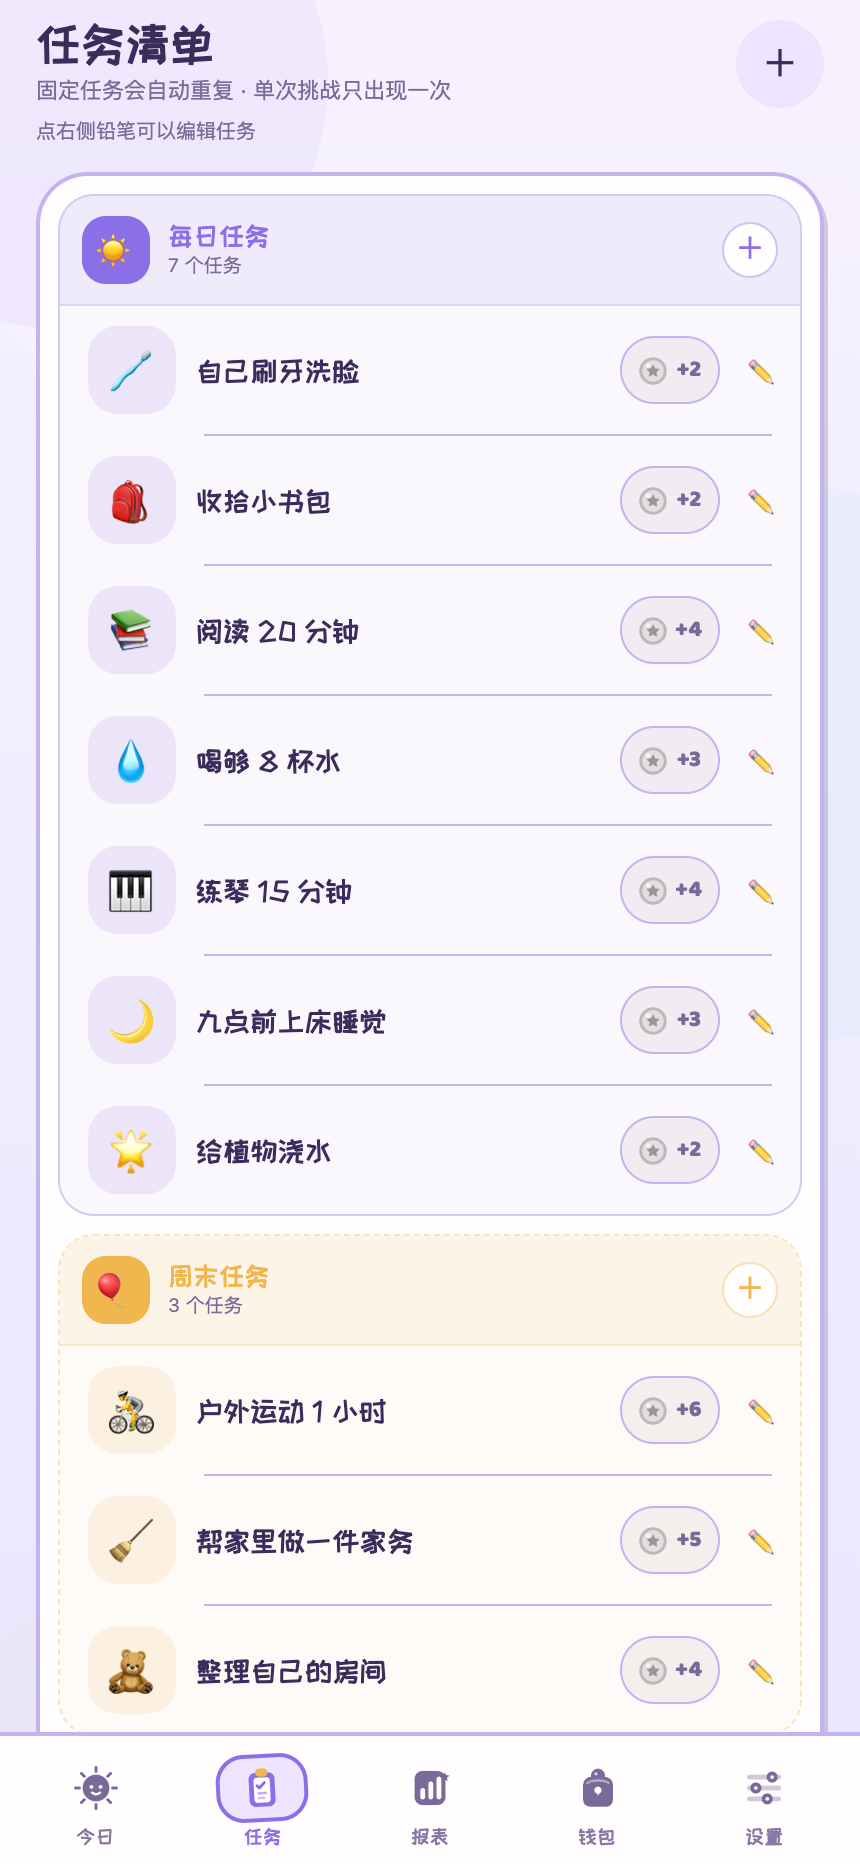 任务清单
固定任务会自动重复 · 单次挑战只出现一次
点右侧铅笔可以编辑任务
每日任务
7 个任务
自己刷牙洗脸
+2
收拾小书包
+2
阅读 20 分钟
+4
喝够 8 杯水
+3
练琴 15 分钟
+4
九点前上床睡觉
+3
给植物浇水
+2
周末任务
3 个任务
户外运动 1 小时
+6
帮家里做一件家务
+5
整理自己的房间
+4
今日
任务
报表
钱包
设置